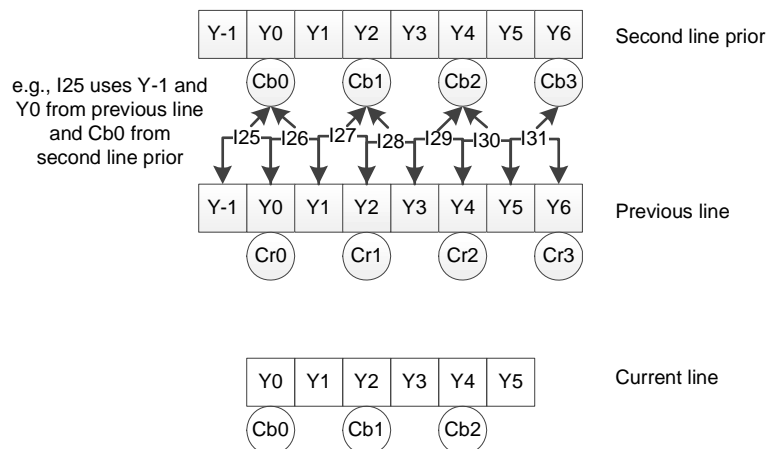 Y-1 Y0 Y1 Y2 Y3 Y4 Y5 Y6 Second line prior
Cb0 Cb1 Cb2 Cb3
e.g., I25 uses Y-1 and
Y0 from previous line
and Cb0 from
second line prior
I25 I26 I27 I28 I29 I30 I31
Y-1 Y0 Y1 Y2 Y3 Y4 Y5 Y6 Previous line
Cr0 Cr1 Cr2 Cr3
Y0 Y1 Y2 Y3 Y4 Y5 Current line
Cb0 Cb1 Cb2